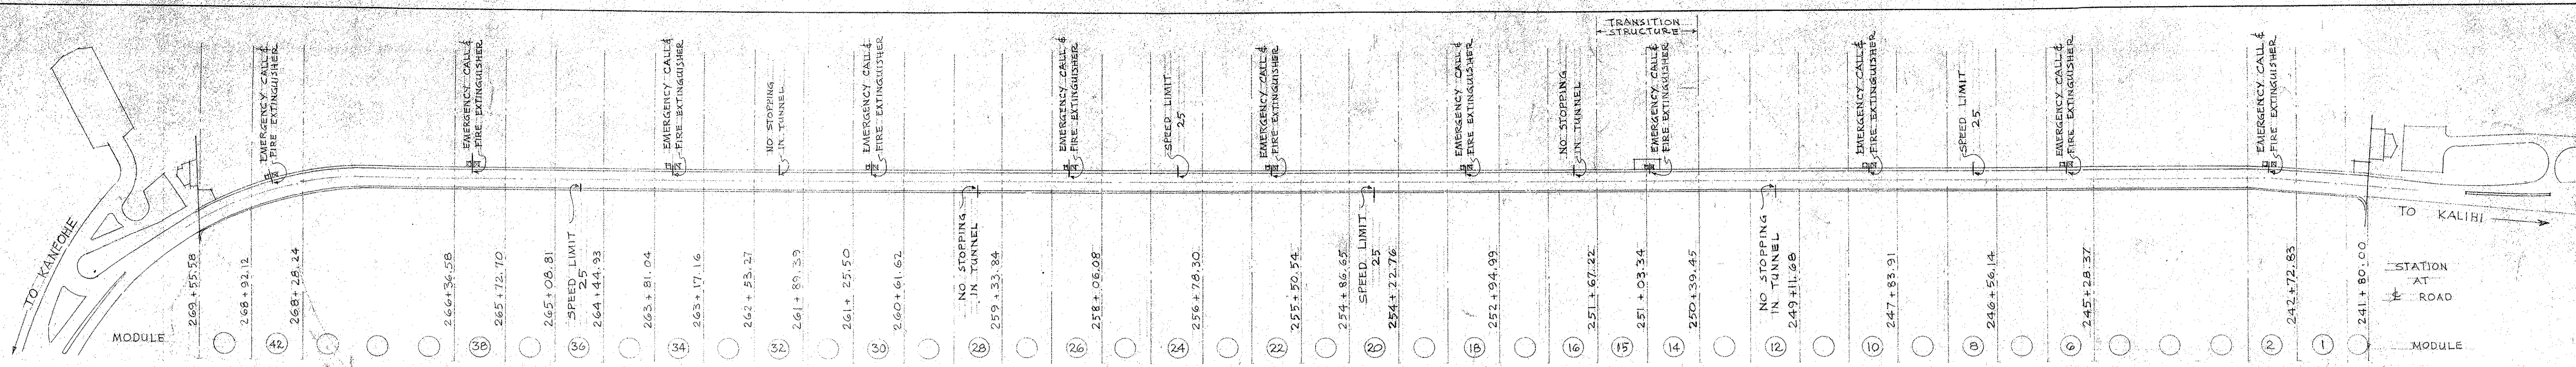 TRANSITION
STRUCTURE
EMERGENCY CALL &
FIRE EXTINGUISHER
EMERGENCY CALL &
FIRE EXTINGUISHER
EMERGENCY CALL &
FIRE EXTINGUISHER
NO STOPPING
IN TUNNEL
EMERGENCY CALL &
FIRE EXTINGUISHER
EMERGENCY CALL &
FIRE EXTINGUISHER
SPEED LIMIT
25
EMERGENCY CALL &
FIRE EXTINGUISHER
EMERGENCY CALL &
FIRE EXTINGUISHER
NO STOPPING
IN TUNNEL
EMERGENCY CALL &
FIRE EXTINGUISHER
EMERGENCY CALL &
FIRE EXTINGUISHER
SPEED LIMIT
25
EMERGENCY CALL &
FIRE EXTINGUISHER
EMERGENCY CALL &
FIRE EXTINGUISHER
TO KANEOHE
TO KALIHI
269+55.58
268+92.12
268+28.24
266+36.58
265+72.70
265+08.81
SPEED LIMIT
25
264+44.93
263+81.04
263+17.16
262+53.27
261+89.39
261+25.50
260+61.62
NO STOPPING
IN TUNNEL
259+33.84
258+06.08
256+78.30
255+50.54
254+86.65
SPEED LIMIT
25
254+22.76
252+94.99
251+67.22
251+03.34
250+39.45
NO STOPPING
IN TUNNEL
249+11.68
247+83.91
246+56.14
245+28.37
242+72.83
241+80.00
STATION
AT
℄ ROAD
MODULE
42
38
36
34
32
30
28
26
24
22
20
18
16
15
14
12
10
8
6
2
1
MODULE